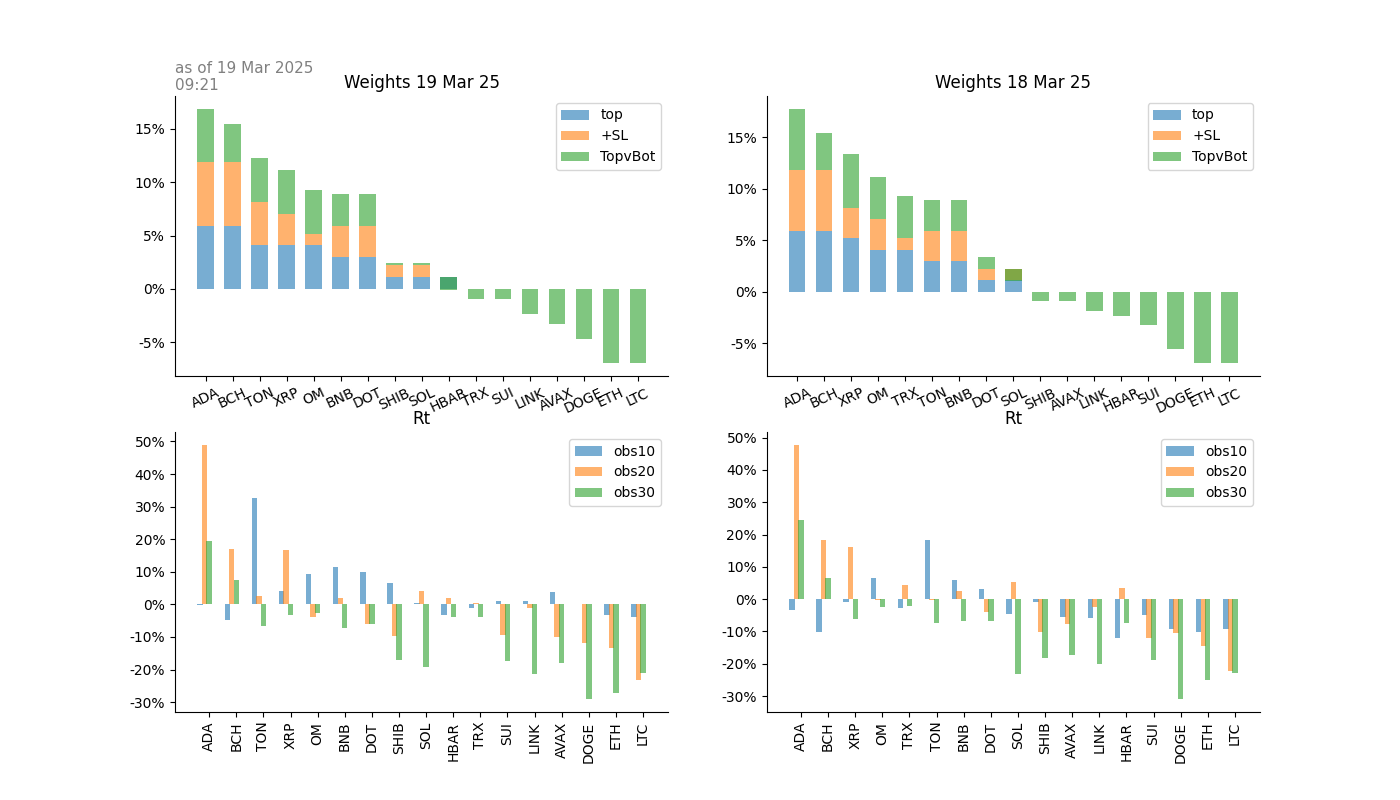 as of 19 Mar 2025
09:21
Weights 19 Mar 25
top
+SL
TopvBot
15%
10%
5%
0%
-5%
ADA BCH TON XRP OM BNB DOT SHIB SOL HBAR TRX SUI LINK AVAX DOGE ETH LTC
Weights 18 Mar 25
top
+SL
TopvBot
15%
10%
5%
0%
-5%
ADA BCH XRP OM TRX TON BNB DOT SOL SHIB AVAX LINK HBAR SUI DOGE ETH LTC
Rt
obs10
obs20
obs30
50%
40%
30%
20%
10%
0%
-10%
-20%
-30%
ADA BCH TON XRP OM BNB DOT SHIB SOL HBAR TRX SUI LINK AVAX DOGE ETH LTC
Rt
obs10
obs20
obs30
50%
40%
30%
20%
10%
0%
-10%
-20%
-30%
ADA BCH XRP OM TRX TON BNB DOT SOL SHIB AVAX LINK HBAR SUI DOGE ETH LTC